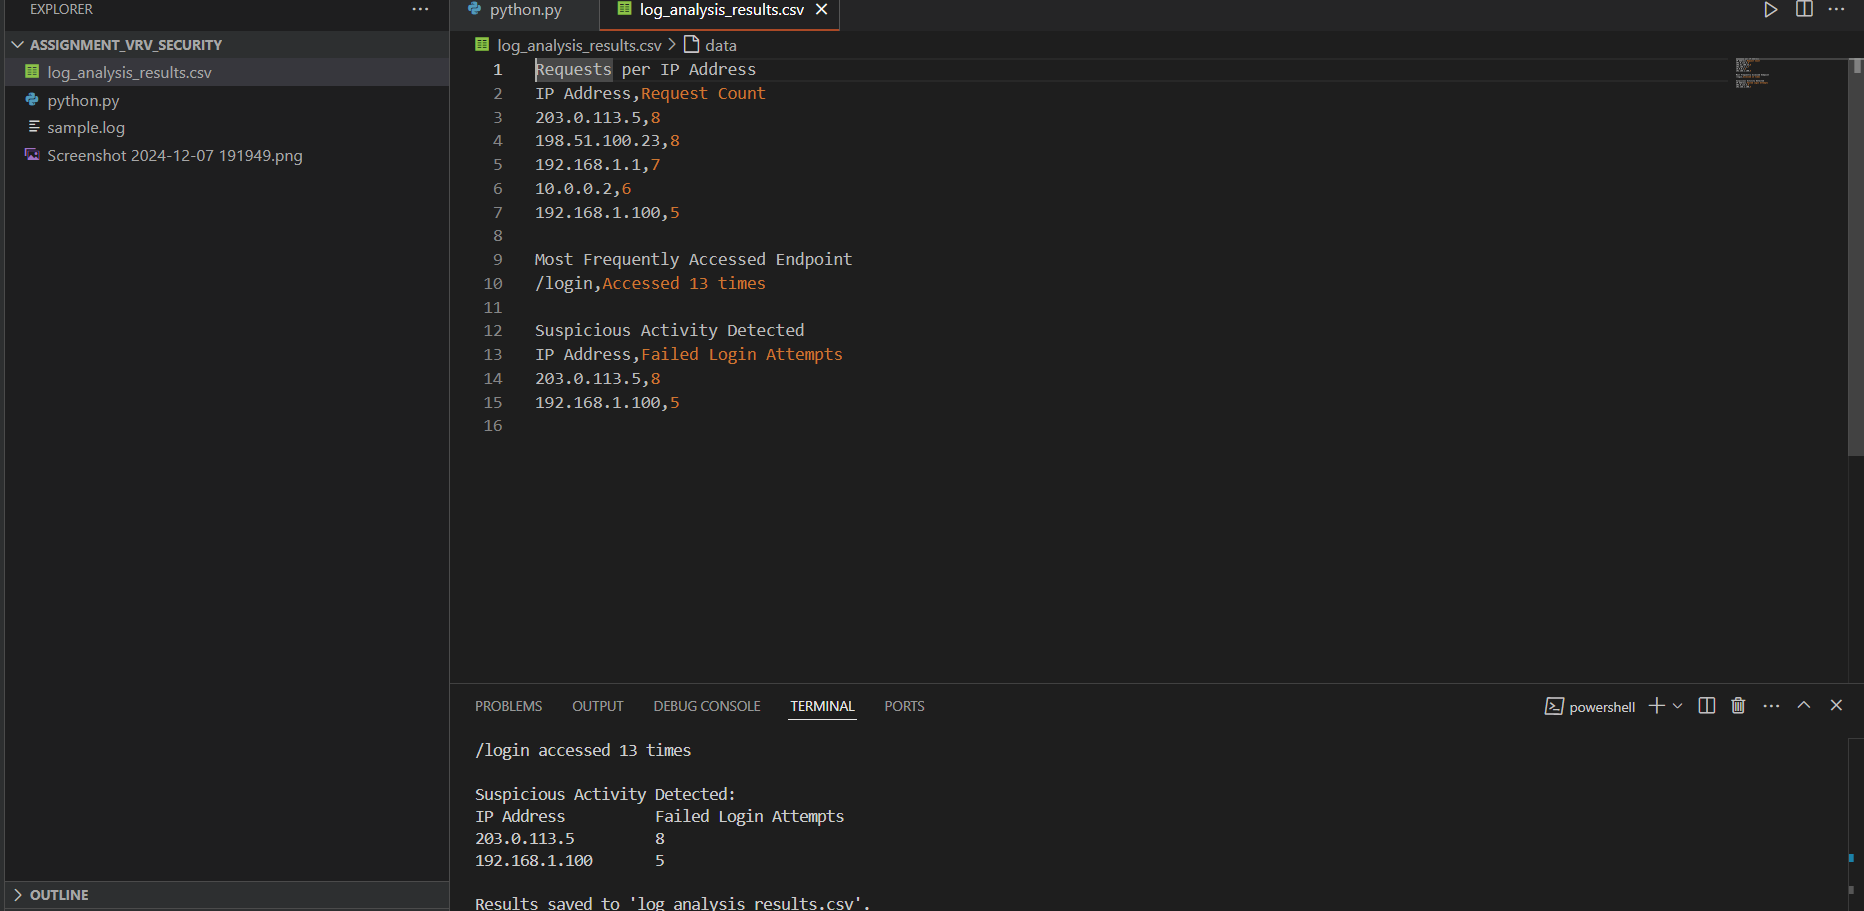 EXPLORER
ASSIGNMENT_VRV_SECURITY
log_analysis_results.csv
python.py
sample.log
Screenshot 2024-12-07 191949.png
OUTLINE
python.py
log_analysis_results.csv
log_analysis_results.csv > data
1 Requests per IP Address
2 IP Address,Request Count
3 203.0.113.5,8
4 198.51.100.23,8
5 192.168.1.1,7
6 10.0.0.2,6
7 192.168.1.100,5
8
9 Most Frequently Accessed Endpoint
10 /login,Accessed 13 times
11
12 Suspicious Activity Detected
13 IP Address,Failed Login Attempts
14 203.0.113.5,8
15 192.168.1.100,5
16
PROBLEMS OUTPUT DEBUG CONSOLE TERMINAL PORTS powershell
/login accessed 13 times
Suspicious Activity Detected:
IP Address Failed Login Attempts
203.0.113.5 8
192.168.1.100 5
Results saved to 'log_analysis_results.csv'.